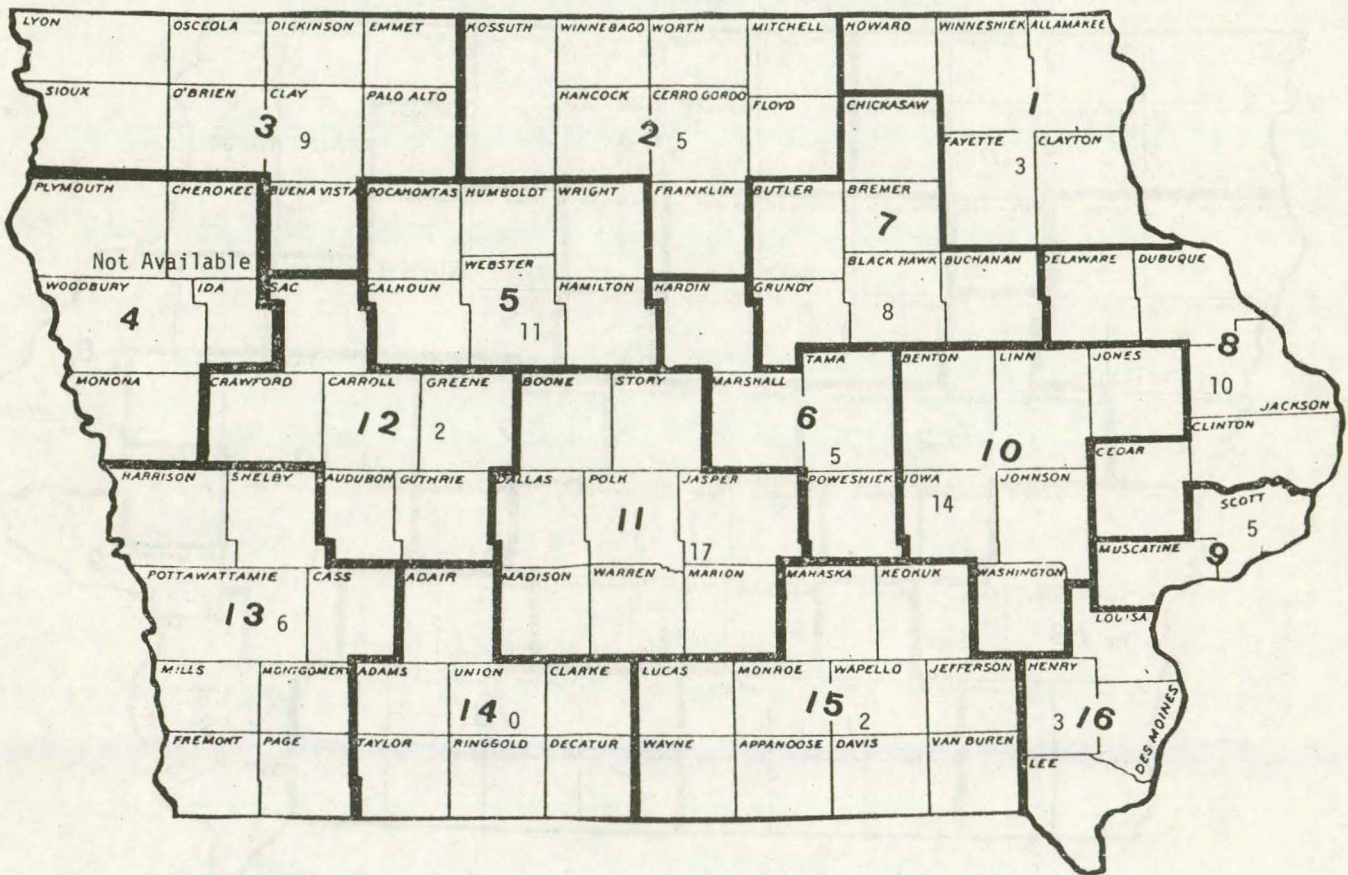 LYON OSCEOLA DICKINSON EMMET KOSSUTH WINNEBAGO WORTH MITCHELL HOWARD WINNESHIEK ALLAMAKEE
SIOUX O'BRIEN CLAY PALO ALTO HANCOCK CERRO GORDO FLOYD CHICKASAW
3 9 2 5 1
FAYETTE CLAYTON
3
PLYMOUTH CHEROKEE BUENA VISTA POCAHONTAS HUMBOLDT WRIGHT FRANKLIN BUTLER BREMER
7
Not Available WEBSTER BLACK HAWK BUCHANAN DELAWARE DUBUQUE
WOODBURY IDA SAC CALHOUN HAMILTON HARDIN GRUNDY
4 5 11 8 8
MONONA CRAWFORD CARROLL GREENE BOONE STORY MARSHALL TAMA BENTON LINN JONES
10 JACKSON
12 2 6 5 10 CLINTON
CEDAR
HARRISON SHELBY AUDUBON GUTHRIE DALLAS POLK JASPER POWESHIEK IOWA JOHNSON
11 17 14 SCOTT
5
MUSCATINE 9
POTTAWATTAMIE CASS ADAIR MADISON WARREN MARION MAHASKA KEOKUK WASHINGTON
13 6 LOUISA
MILLS MONTGOMERY ADAMS UNION CLARKE LUCAS MONROE WAPELLO JEFFERSON HENRY
14 0 15 2 3 16 DES MOINES
FREMONT PAGE TAYLOR RINGGOLD DECATUR WAYNE APPANOOSE DAVIS VAN BUREN
LEE